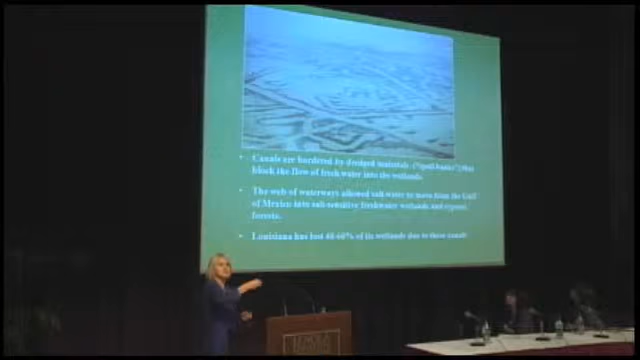 • Canals are bordered by dredged materials ("spoil banks") that
block the flow of fresh water into the wetlands.
• The web of waterways allowed salt water to move from the Gulf
of Mexico into salt-sensitive freshwater wetlands and cypress
forests.
• Louisiana has lost 40-60% of its wetlands due to these canals
LOYOLA